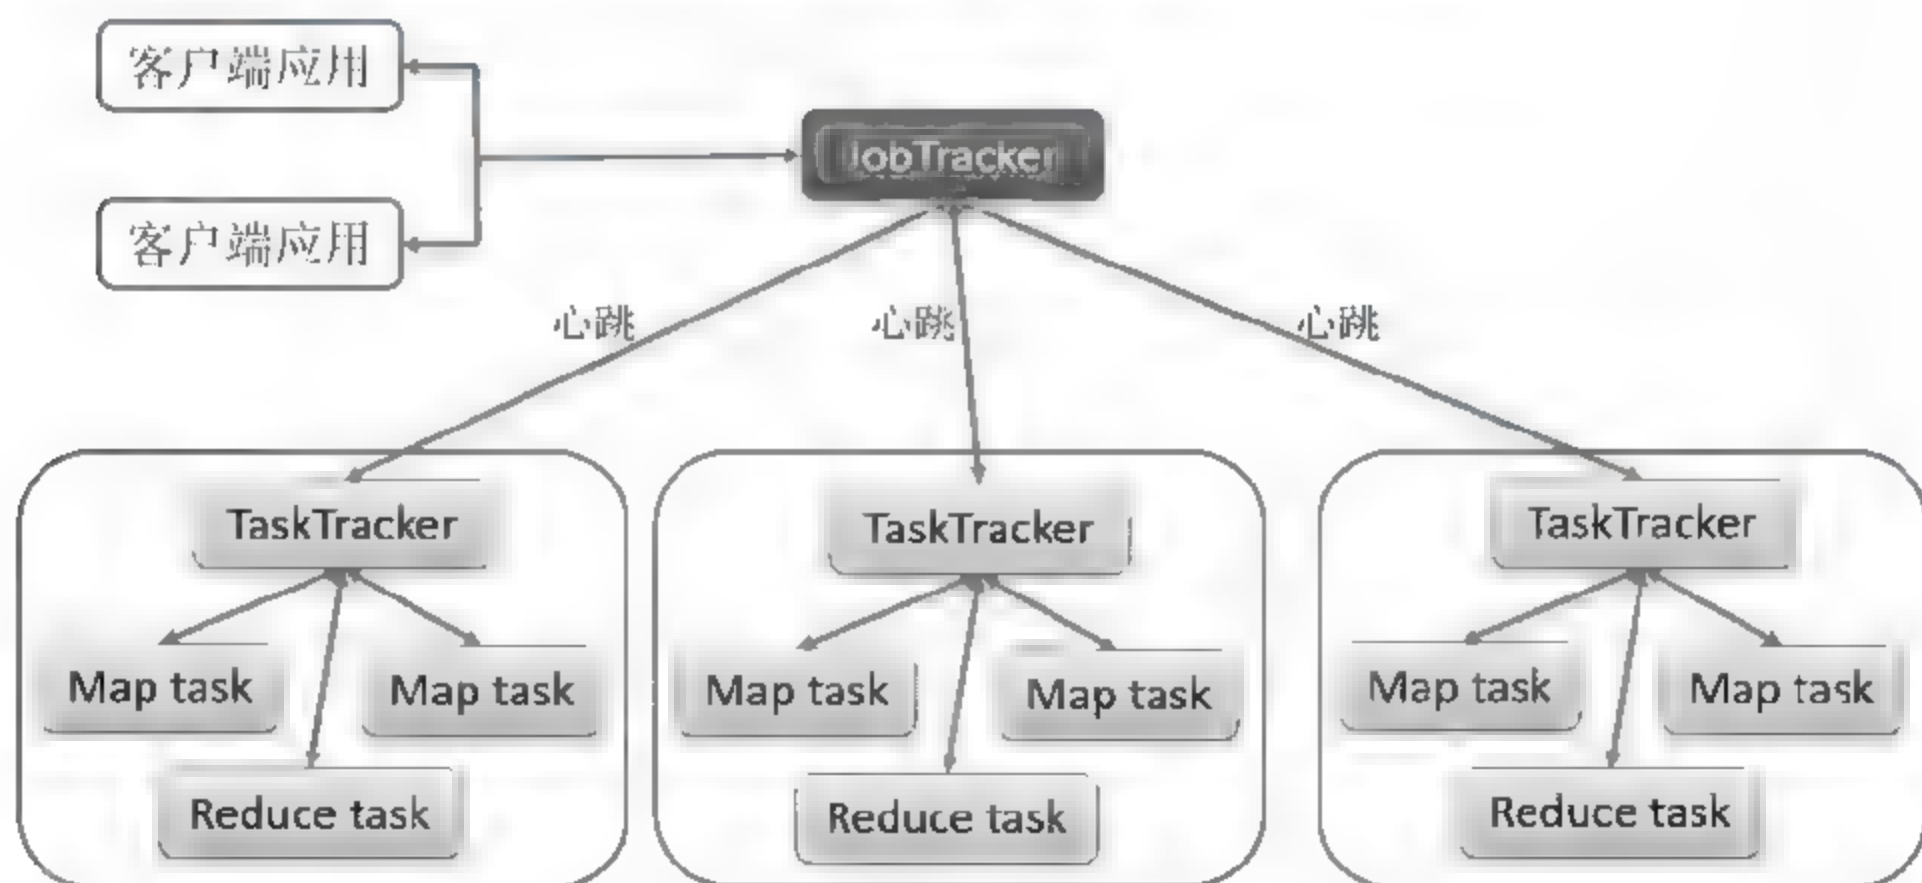 客户端应用
JobTracker
客户端应用
心跳
心跳
心跳
TaskTracker
TaskTracker
TaskTracker
Map task
Map task
Map task
Map task
Map task
Map task
Reduce task
Reduce task
Reduce task